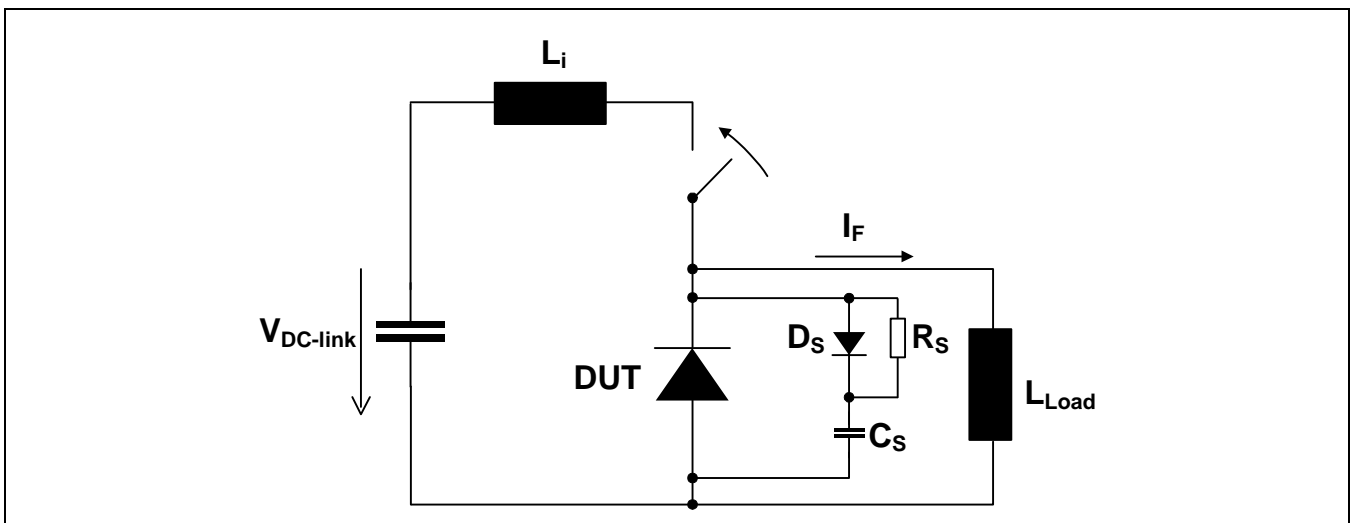 Li
IF
VDC-link
DS
RS
DUT
LLoad
CS